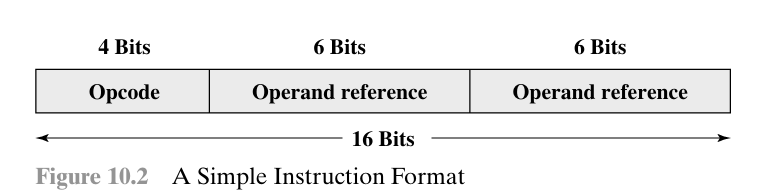 4 Bits 6 Bits 6 Bits
Opcode Operand reference Operand reference
16 Bits
Figure 10.2 A Simple Instruction Format